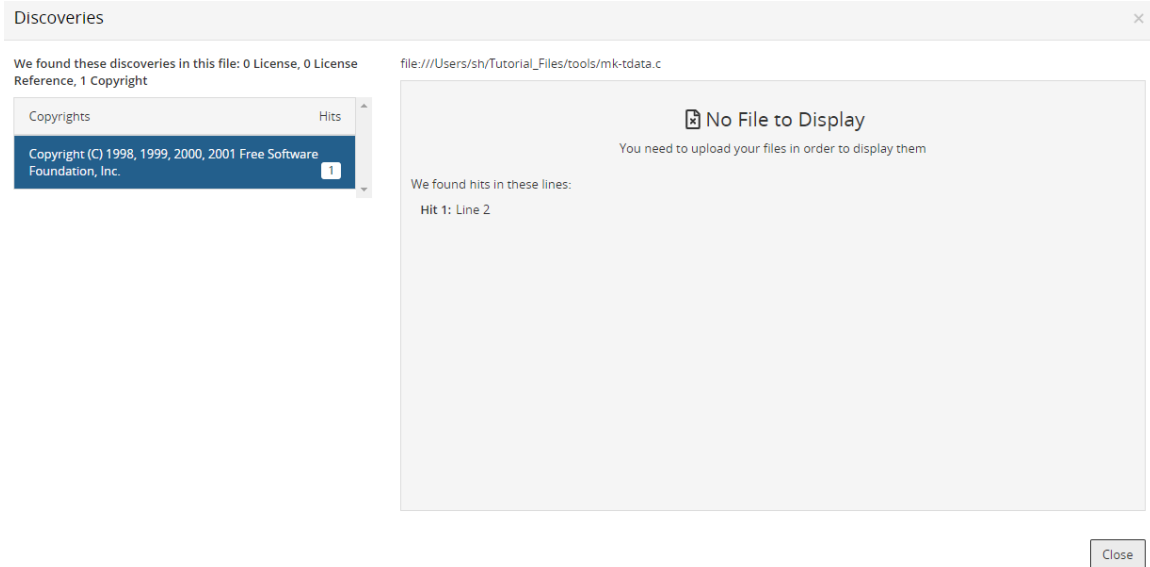 Discoveries
We found these discoveries in this file: 0 License, 0 License
Reference, 1 Copyright
Copyrights Hits
Copyright (C) 1998, 1999, 2000, 2001 Free Software
Foundation, Inc. 1
file:///Users/sh/Tutorial_Files/tools/mk-tdata.c
No File to Display
You need to upload your files in order to display them
We found hits in these lines:
Hit 1: Line 2
Close